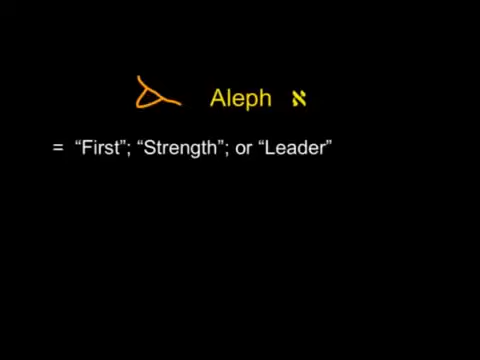 Aleph א
= “First”; “Strength”; or “Leader”